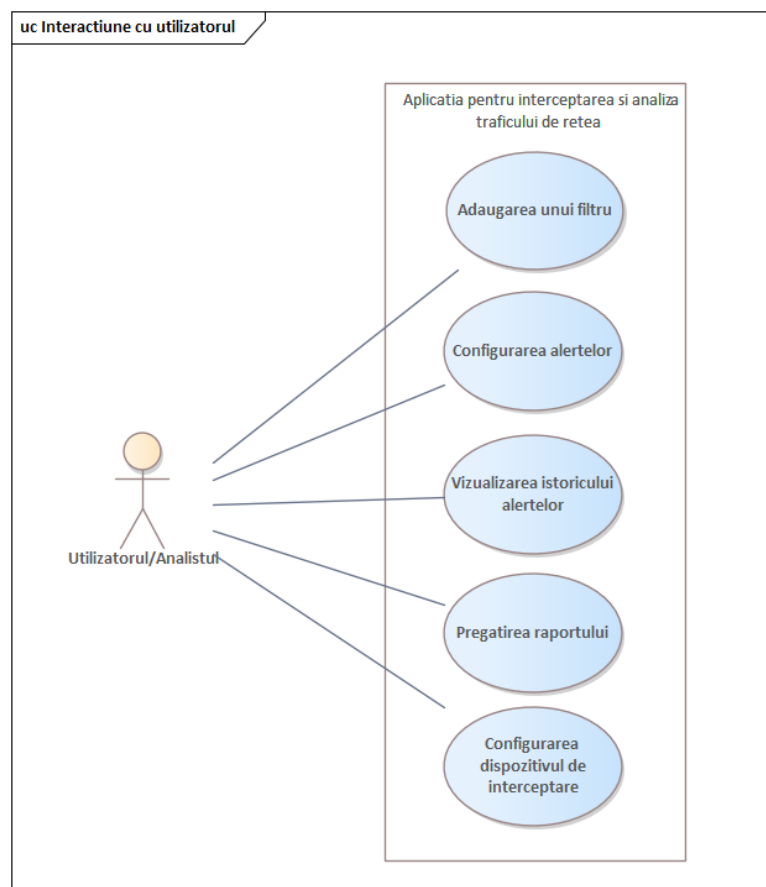 uc Interactiune cu utilizatorul
Aplicatia pentru interceptarea si analiza
traficului de retea
Adaugarea unui filtru
Configurarea alertelor
Vizualizarea istoricului
alertelor
Utilizatorul/Analistul
Pregatirea raportului
Configurarea
dispozitivul de
interceptare